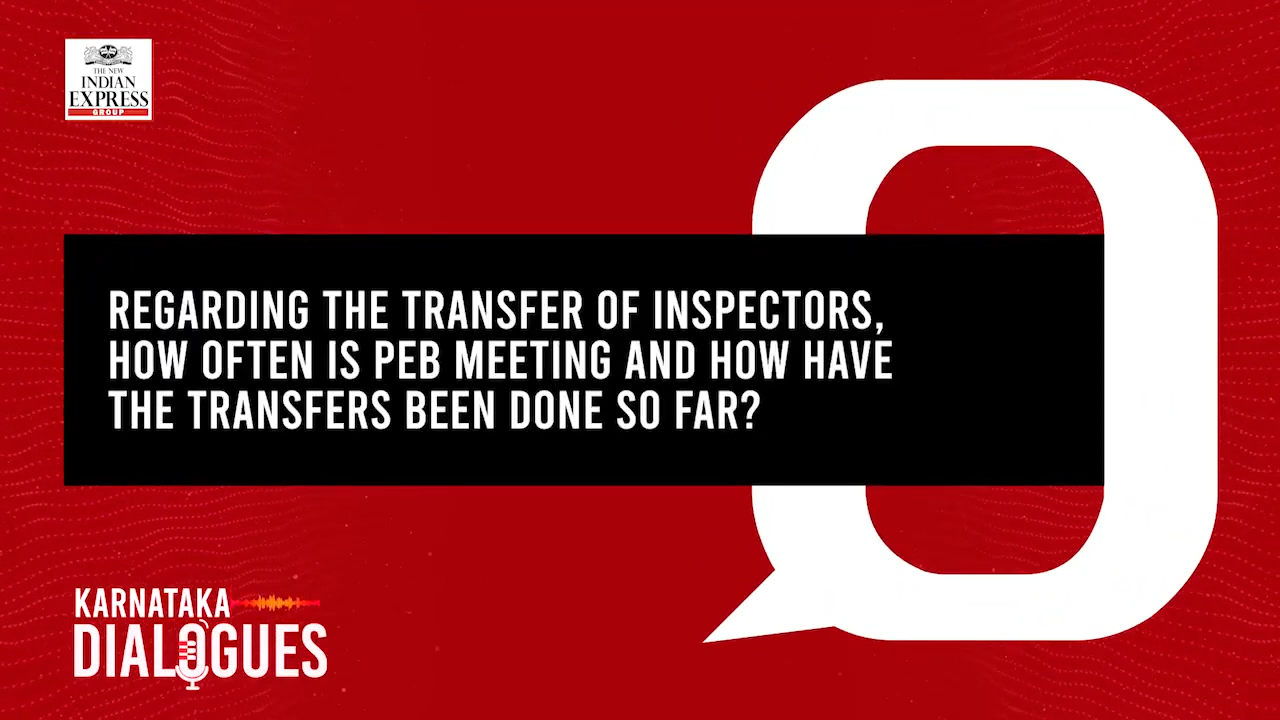 THE NEW
INDIAN
EXPRESS
GROUP
REGARDING THE TRANSFER OF INSPECTORS,
HOW OFTEN IS PEB MEETING AND HOW HAVE
THE TRANSFERS BEEN DONE SO FAR?
KARNATAKA
DIALOGUES